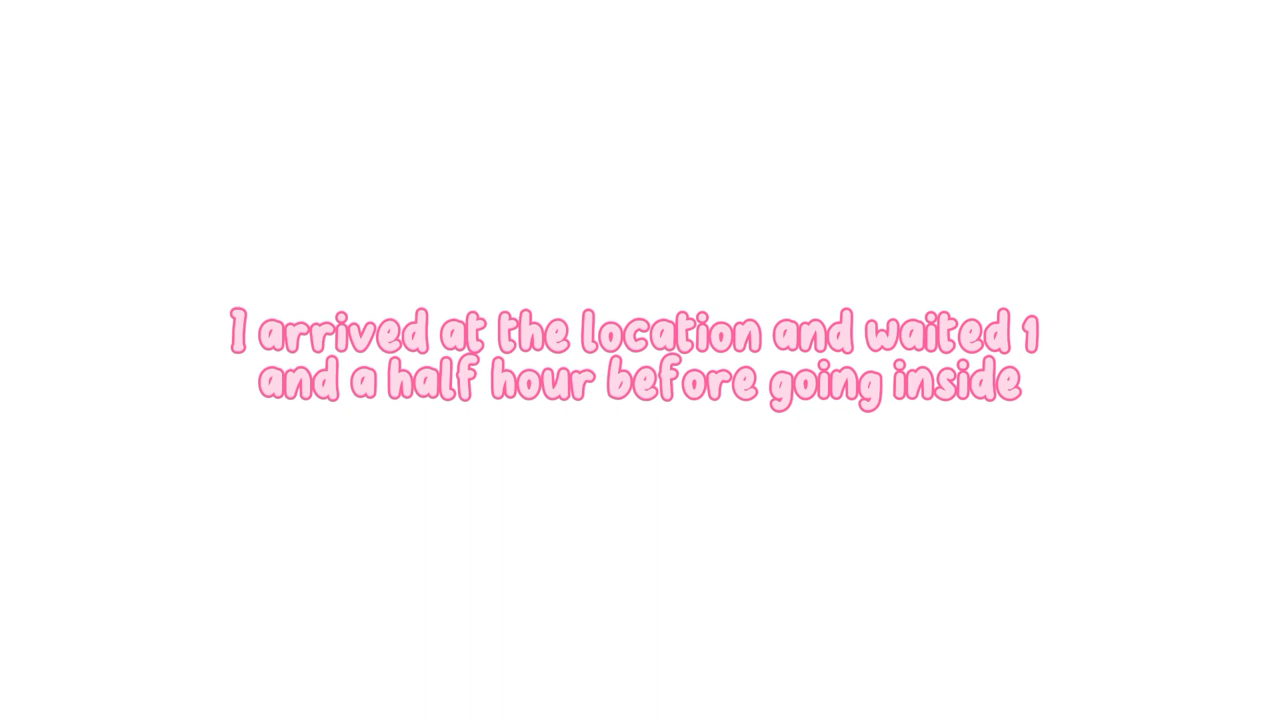 I arrived at the location and waited 1
and a half hour before going inside